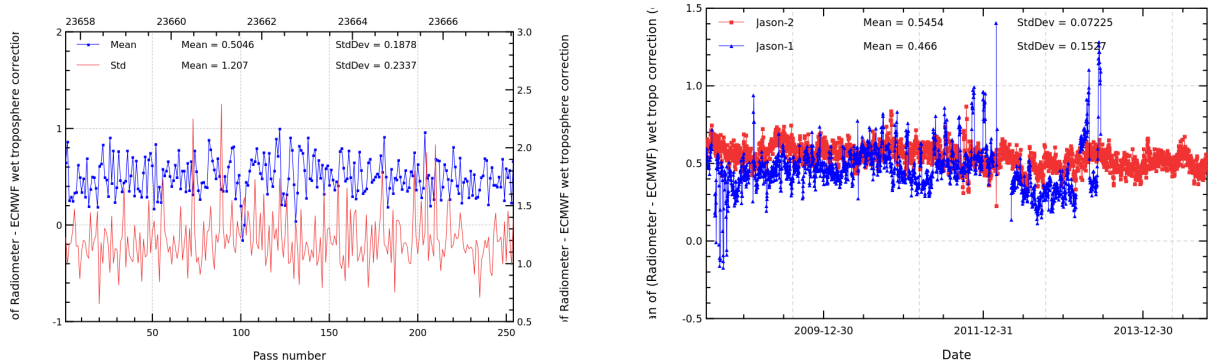 23658 23660 23662 23664 23666
2 3.0
Mean Mean = 0.5046 StdDev = 0.1878
Std Mean = 1.207 StdDev = 0.2337
2.5
1 2.0
1.5
0
1.0
-1 0.5
50 100 150 200 250
Pass number
of Radiometer - ECMWF wet troposphere correction
of Radiometer - ECMWF wet troposphere correction
1.5
Jason-2 Mean = 0.5454 StdDev = 0.07225
Jason-1 Mean = 0.466 StdDev = 0.1527
1.0
0.5
0.0
-0.5
2009-12-30 2011-12-31 2013-12-30
Date
an of (Radiometer - ECMWF) wet tropo correction (